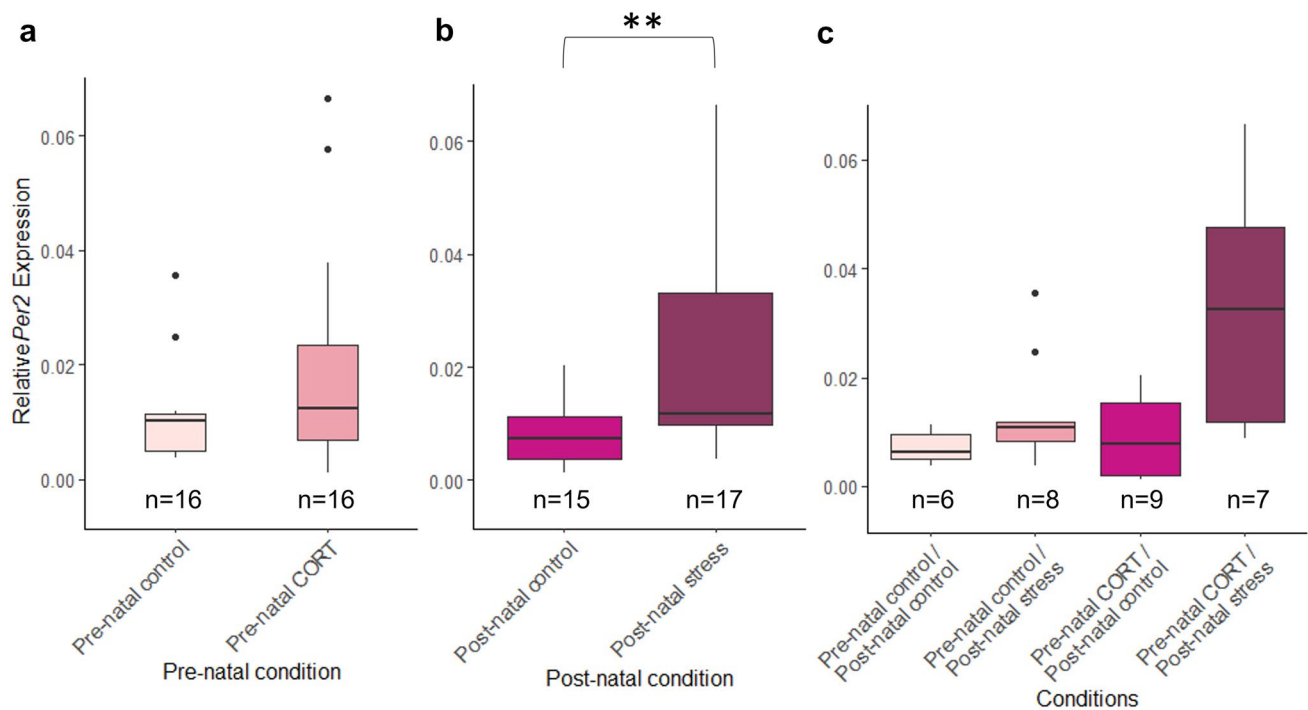 a
Relative Per2 Expression
0.06
0.04
0.02
0.00
n=16
n=16
Pre-natal control
Pre-natal CORT
Pre-natal condition
b
**
0.06
0.04
0.02
0.00
n=15
n=17
Post-natal control
Post-natal stress
Post-natal condition
c
0.06
0.04
0.02
0.00
n=6
n=8
n=9
n=7
Pre-natal control /
Post-natal control
Pre-natal control /
Post-natal stress
Pre-natal CORT /
Post-natal control
Pre-natal CORT /
Post-natal stress
Conditions